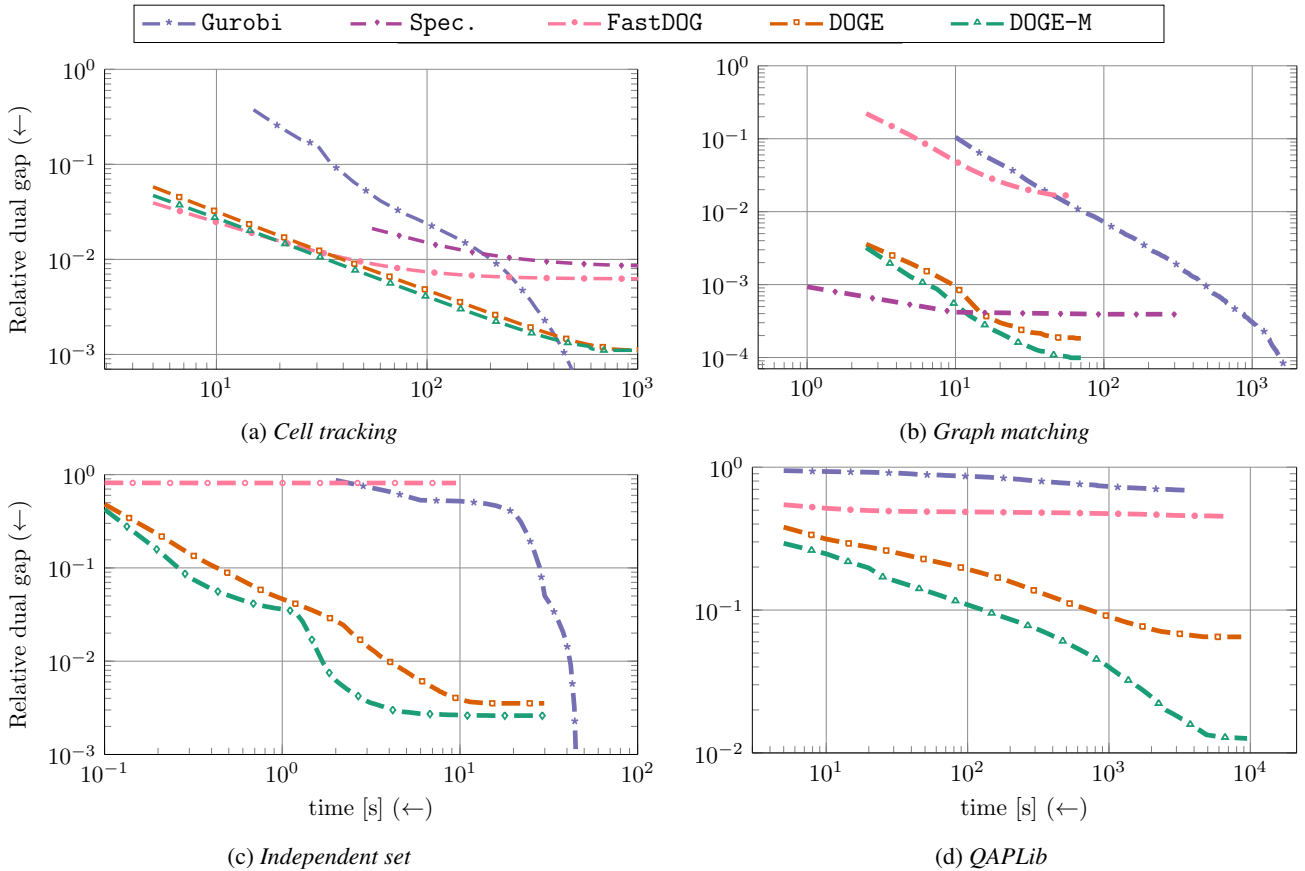 Gurobi Spec. FastDOG DOGE DOGE-M
Relative dual gap (←)
10^0
10^-1
10^-2
10^-3
10^1 10^2 10^3
(a) Cell tracking
10^0
10^-1
10^-2
10^-3
10^-4
10^0 10^1 10^2 10^3
(b) Graph matching
Relative dual gap (←)
10^0
10^-1
10^-2
10^-3
10^-1 10^0 10^1 10^2
time [s] (←)
(c) Independent set
10^0
10^-1
10^-2
10^1 10^2 10^3 10^4
time [s] (←)
(d) QAPLib